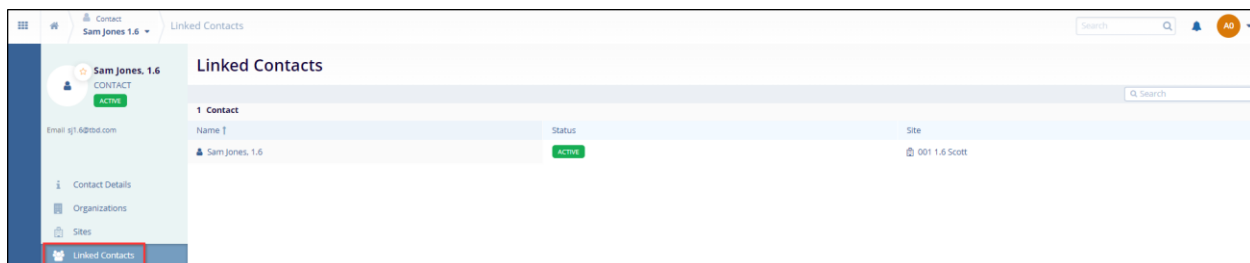 Contact
Sam Jones 1.6
Linked Contacts
Search
AO
Sam Jones, 1.6
CONTACT
ACTIVE
Email sj1.6@tbd.com
Contact Details
Organizations
Sites
Linked Contacts
Linked Contacts
Search
1 Contact
Name ↑ Status Site
Sam Jones, 1.6 ACTIVE 001 1.6 Scott